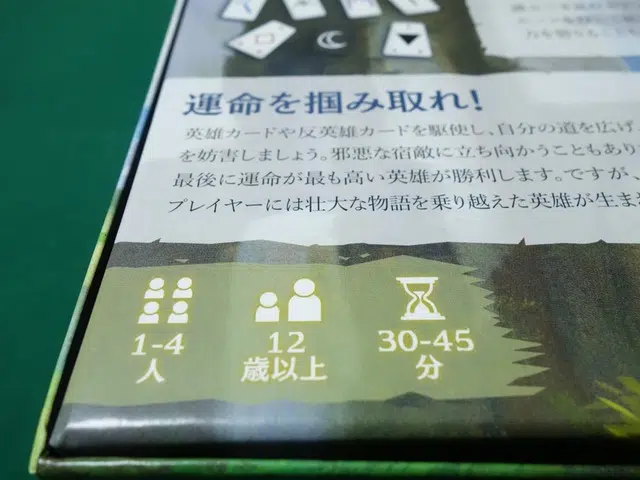 運命を掴み取れ!
英雄カードや反英雄カードを駆使し、自分の道を広げ
を妨害しましょう。邪悪な宿敵に立ち向かうこともあり
最後に運命が最も高い英雄が勝利します。ですが、
プレイヤーには壮大な物語を乗り越えた英雄が生ま
1-4
人
12
歳以上
30-45
分